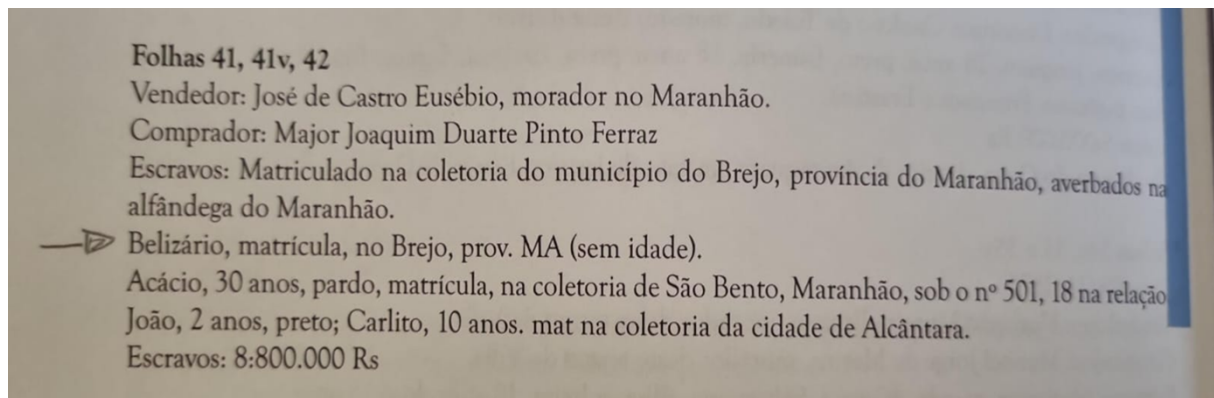 Folhas 41, 41v, 42
Vendedor: José de Castro Eusébio, morador no Maranhão.
Comprador: Major Joaquim Duarte Pinto Ferraz
Escravos: Matriculado na coletoria do município do Brejo, província do Maranhão, averbados na
alfândega do Maranhão.
Belizário, matrícula, no Brejo, prov. MA (sem idade).
Acácio, 30 anos, pardo, matrícula, na coletoria de São Bento, Maranhão, sob o nº 501, 18 na relação
João, 2 anos, preto; Carlito, 10 anos. mat na coletoria da cidade de Alcântara.
Escravos: 8:800.000 Rs